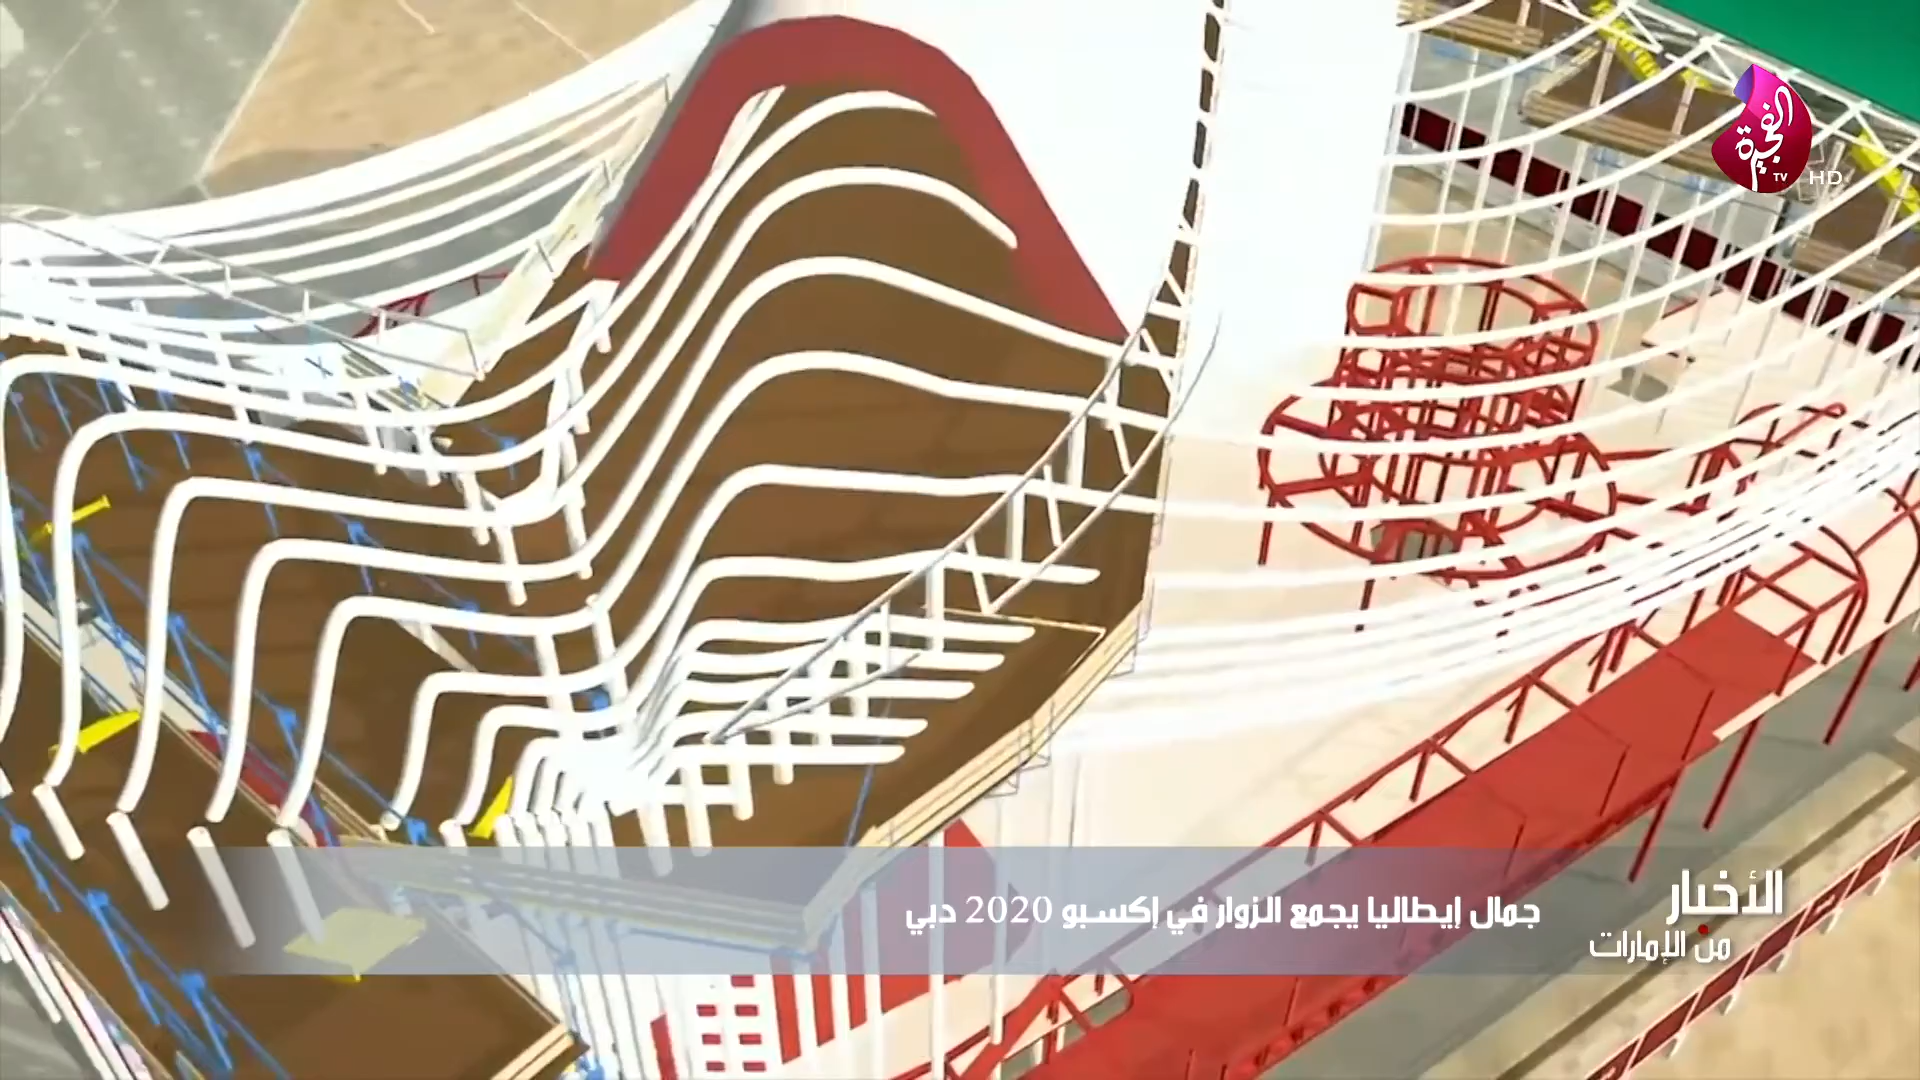 الفجيرة
TV HD
جمال إيطاليا يجمع الزوار في إكسبو 2020 دبي
الأخبار
من الإمارات